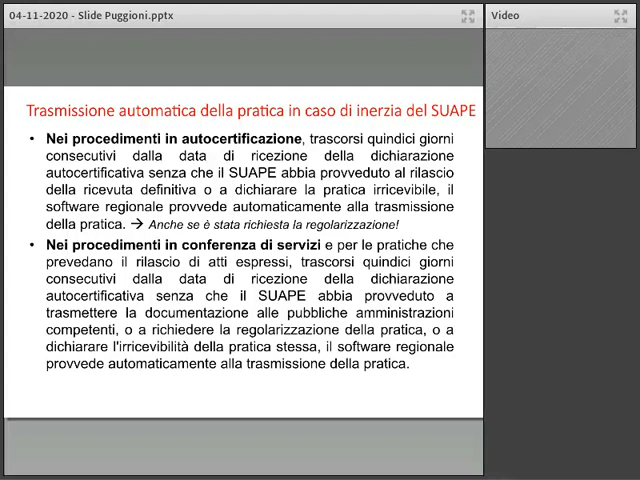 04-11-2020 - Slide Puggioni.pptx
Video
Trasmissione automatica della pratica in caso di inerzia del SUAPE
• Nei procedimenti in autocertificazione, trascorsi quindici giorni
consecutivi dalla data di ricezione della dichiarazione
autocertificativa senza che il SUAPE abbia provveduto al rilascio
della ricevuta definitiva o a dichiarare la pratica irricevibile, il
software regionale provvede automaticamente alla trasmissione
della pratica. → Anche se è stata richiesta la regolarizzazione!
• Nei procedimenti in conferenza di servizi e per le pratiche che
prevedano il rilascio di atti espressi, trascorsi quindici giorni
consecutivi dalla data di ricezione della dichiarazione
autocertificativa senza che il SUAPE abbia provveduto a
trasmettere la documentazione alle pubbliche amministrazioni
competenti, o a richiedere la regolarizzazione della pratica, o a
dichiarare l'irricevibilità della pratica stessa, il software regionale
provvede automaticamente alla trasmissione della pratica.